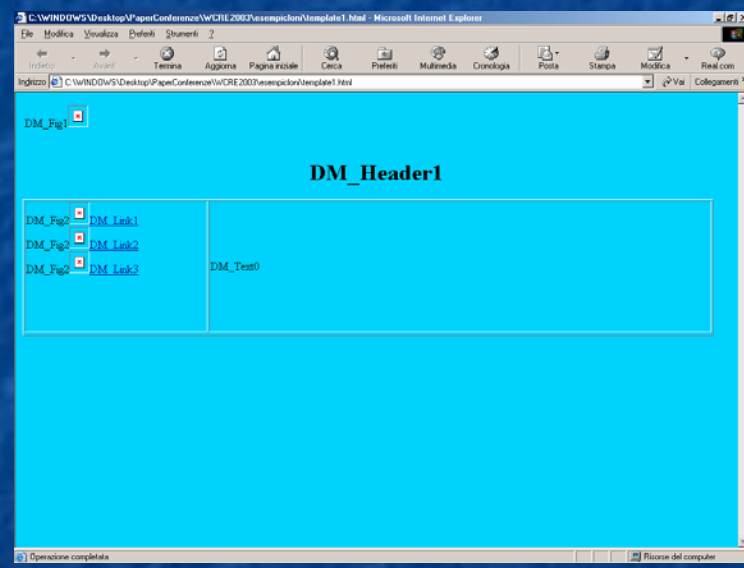 C:\WINDOWS\Desktop\PaperConferenze\WCRE2003\esempicloni\template1.html - Microsoft Internet Explorer
File Modifica Visualizza Preferiti Strumenti ?
Indietro Avanti Termina Aggiorna Pagina iniziale Cerca Preferiti Multimedia Cronologia Posta Stampa Modifica Real.com
Indirizzo C:\WINDOWS\Desktop\PaperConferenze\WCRE2003\esempicloni\template1.html Vai Collegamenti
DM_Fig1
DM_Header1
DM_Fig2 DM_Link1
DM_Fig2 DM_Link2
DM_Fig2 DM_Link3
DM_Text0
Operazione completata Risorse del computer